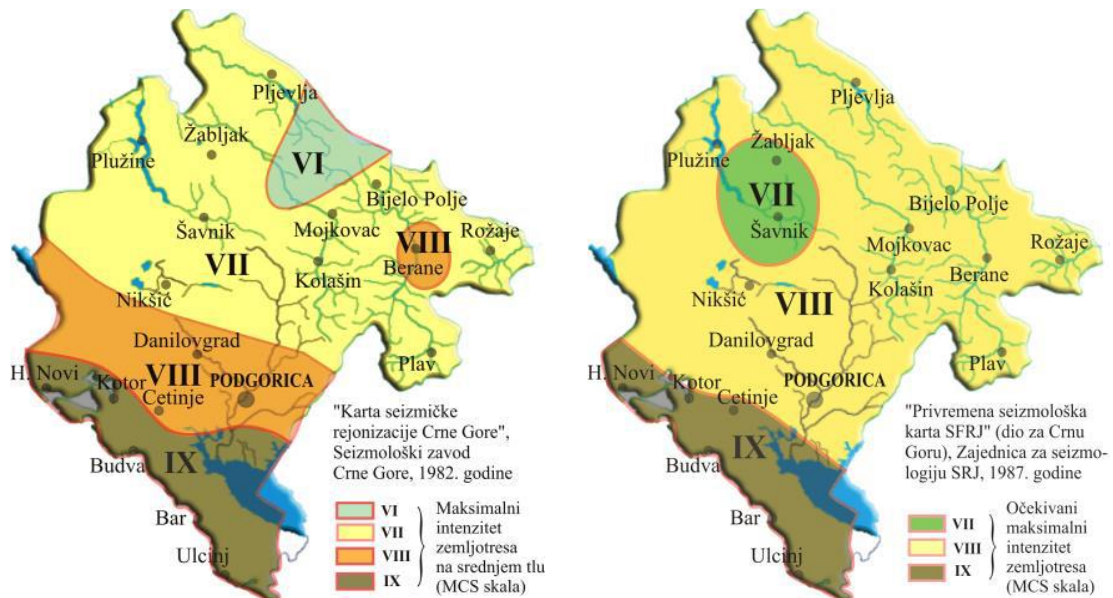 Pljevlja
Žabljak
Plužine
VI
Bijelo Polje
Šavnik
Mojkovac
VIII
Rožaje
VII
Berane
Kolašin
Nikšić
Danilovgrad
Plav
VIII
H. Novi
Kotor
PODGORICA
Cetinje
IX
Budva
Bar
Ulcinj
"Karta seizmičke
rejonizacije Crne Gore",
Seizmološki zavod
Crne Gore, 1982. godine
VI
VII
VIII
IX
Maksimalni
intenzitet
zemljotresa
na srednjem tlu
(MCS skala)
Pljevlja
Žabljak
Plužine
VII
Bijelo Polje
Šavnik
Mojkovac
Rožaje
Berane
Kolašin
Nikšić
VIII
Danilovgrad
Plav
H. Novi
Kotor
PODGORICA
Cetinje
IX
Budva
Bar
Ulcinj
"Privremena seizmološka
karta SFRJ" (dio za Crnu
Goru), Zajednica za seizmo-
logiju SRJ, 1987. godine
VII
VIII
IX
Očekivani
maksimalni
intenzitet
zemljotresa
(MCS skala)